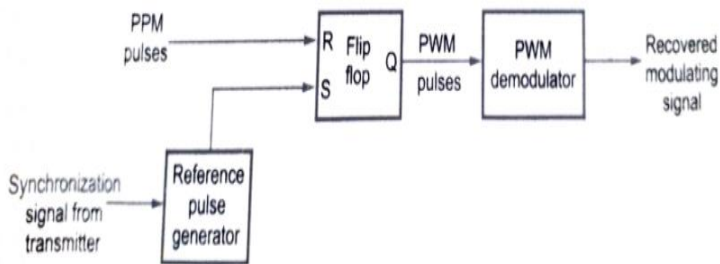 PPM
pulses
R
Flip
flop
Q
S
PWM
pulses
PWM
demodulator
Recovered
modulating
signal
Synchronization
signal from
transmitter
Reference
pulse
generator